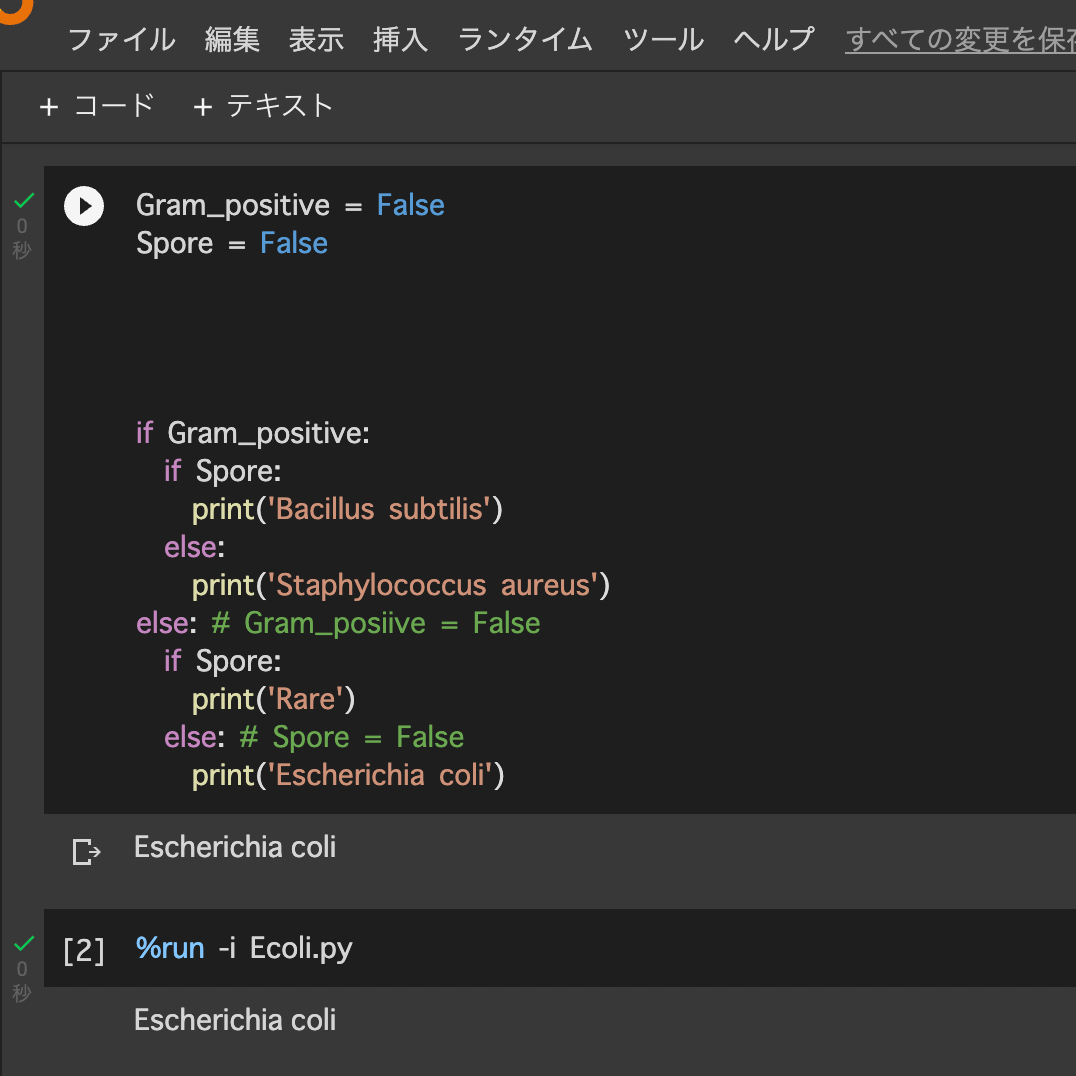 ファイル 編集 表示 挿入 ランタイム ツール ヘルプ すべての変更を保存
+ コード + テキスト
0
秒
Gram_positive = False
Spore = False
if Gram_positive:
if Spore:
print('Bacillus subtilis')
else:
print('Staphylococcus aureus')
else: # Gram_posiive = False
if Spore:
print('Rare')
else: # Spore = False
print('Escherichia coli')
Escherichia coli
0
秒
[2] %run -i Ecoli.py
Escherichia coli